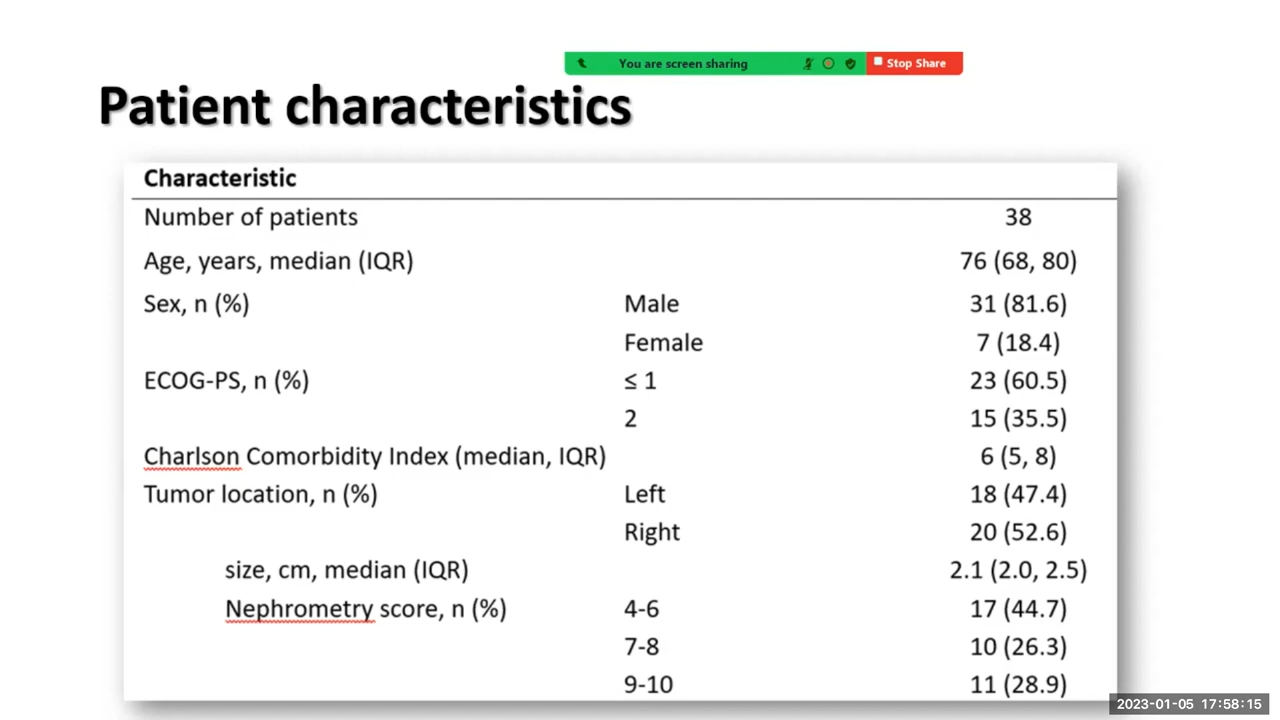 You are screen sharing
Stop Share
Patient characteristics
Characteristic
Number of patients 38
Age, years, median (IQR) 76 (68, 80)
Sex, n (%) Male 31 (81.6)
Female 7 (18.4)
ECOG-PS, n (%) ≤ 1 23 (60.5)
2 15 (35.5)
Charlson Comorbidity Index (median, IQR) 6 (5, 8)
Tumor location, n (%) Left 18 (47.4)
Right 20 (52.6)
size, cm, median (IQR) 2.1 (2.0, 2.5)
Nephrometry score, n (%) 4-6 17 (44.7)
7-8 10 (26.3)
9-10 11 (28.9)
2023-01-05 17:58:15